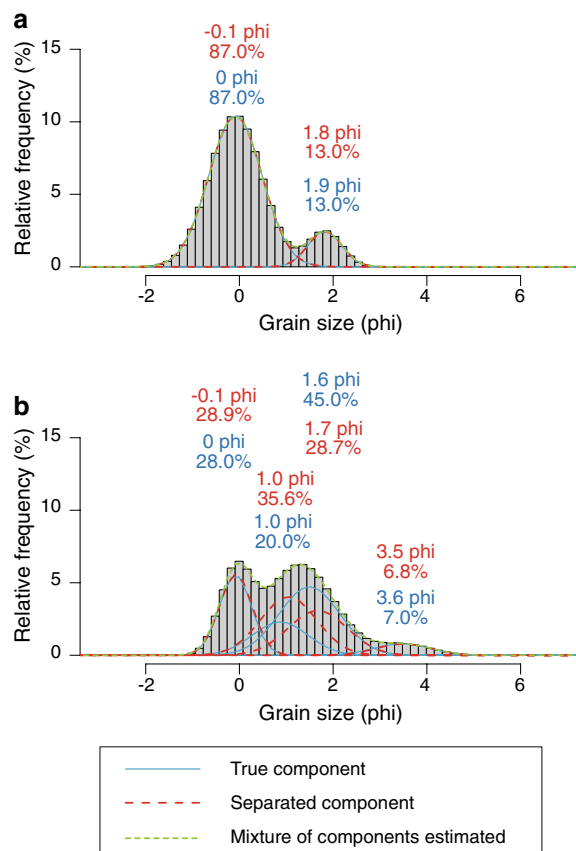 a
-0.1 phi
87.0%
0 phi
87.0%
1.8 phi
13.0%
1.9 phi
13.0%
Relative frequency (%)
15
10
5
0
-2 0 2 4 6
Grain size (phi)
b
-0.1 phi
28.9%
0 phi
28.0%
1.6 phi
45.0%
1.7 phi
28.7%
1.0 phi
35.6%
1.0 phi
20.0%
3.5 phi
6.8%
3.6 phi
7.0%
Relative frequency (%)
15
10
5
0
-2 0 2 4 6
Grain size (phi)
True component
Separated component
Mixture of components estimated